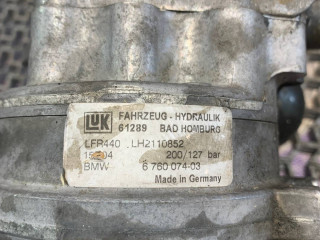 LUK FAHRZEUG - HYDRAULIK
61289 BAD HOMBURG
LFR440 LH2110852
200/127 bar
BMW 6 760 074-03
Made in Germany